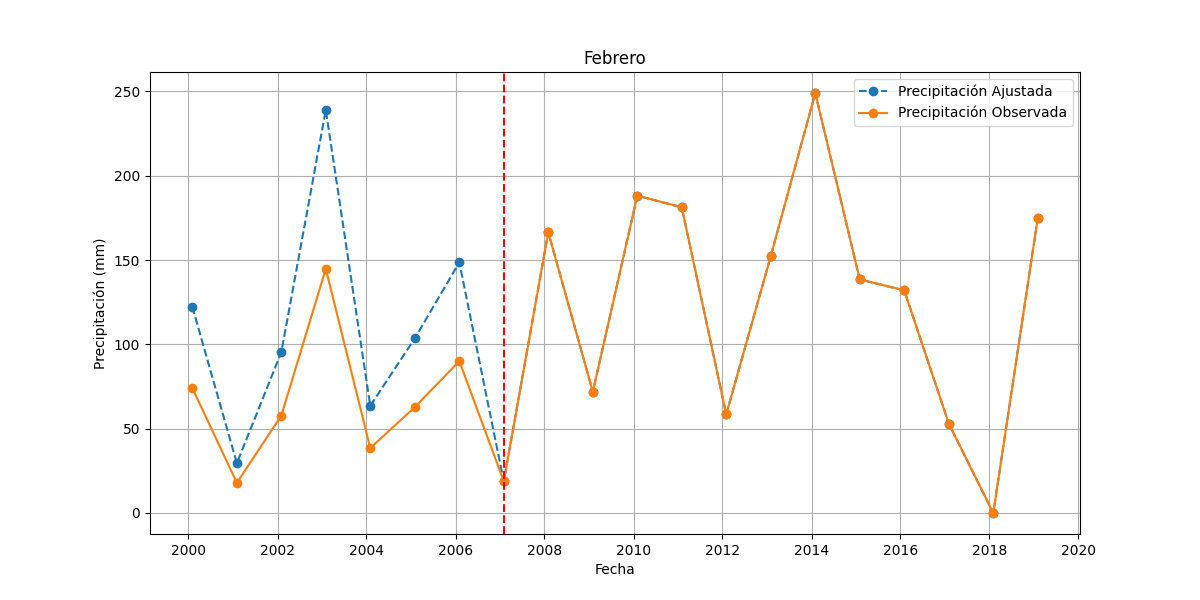 Febrero
Precipitación Ajustada
Precipitación Observada
Precipitación (mm)
250
200
150
100
50
0
2000 2002 2004 2006 2008 2010 2012 2014 2016 2018 2020
Fecha